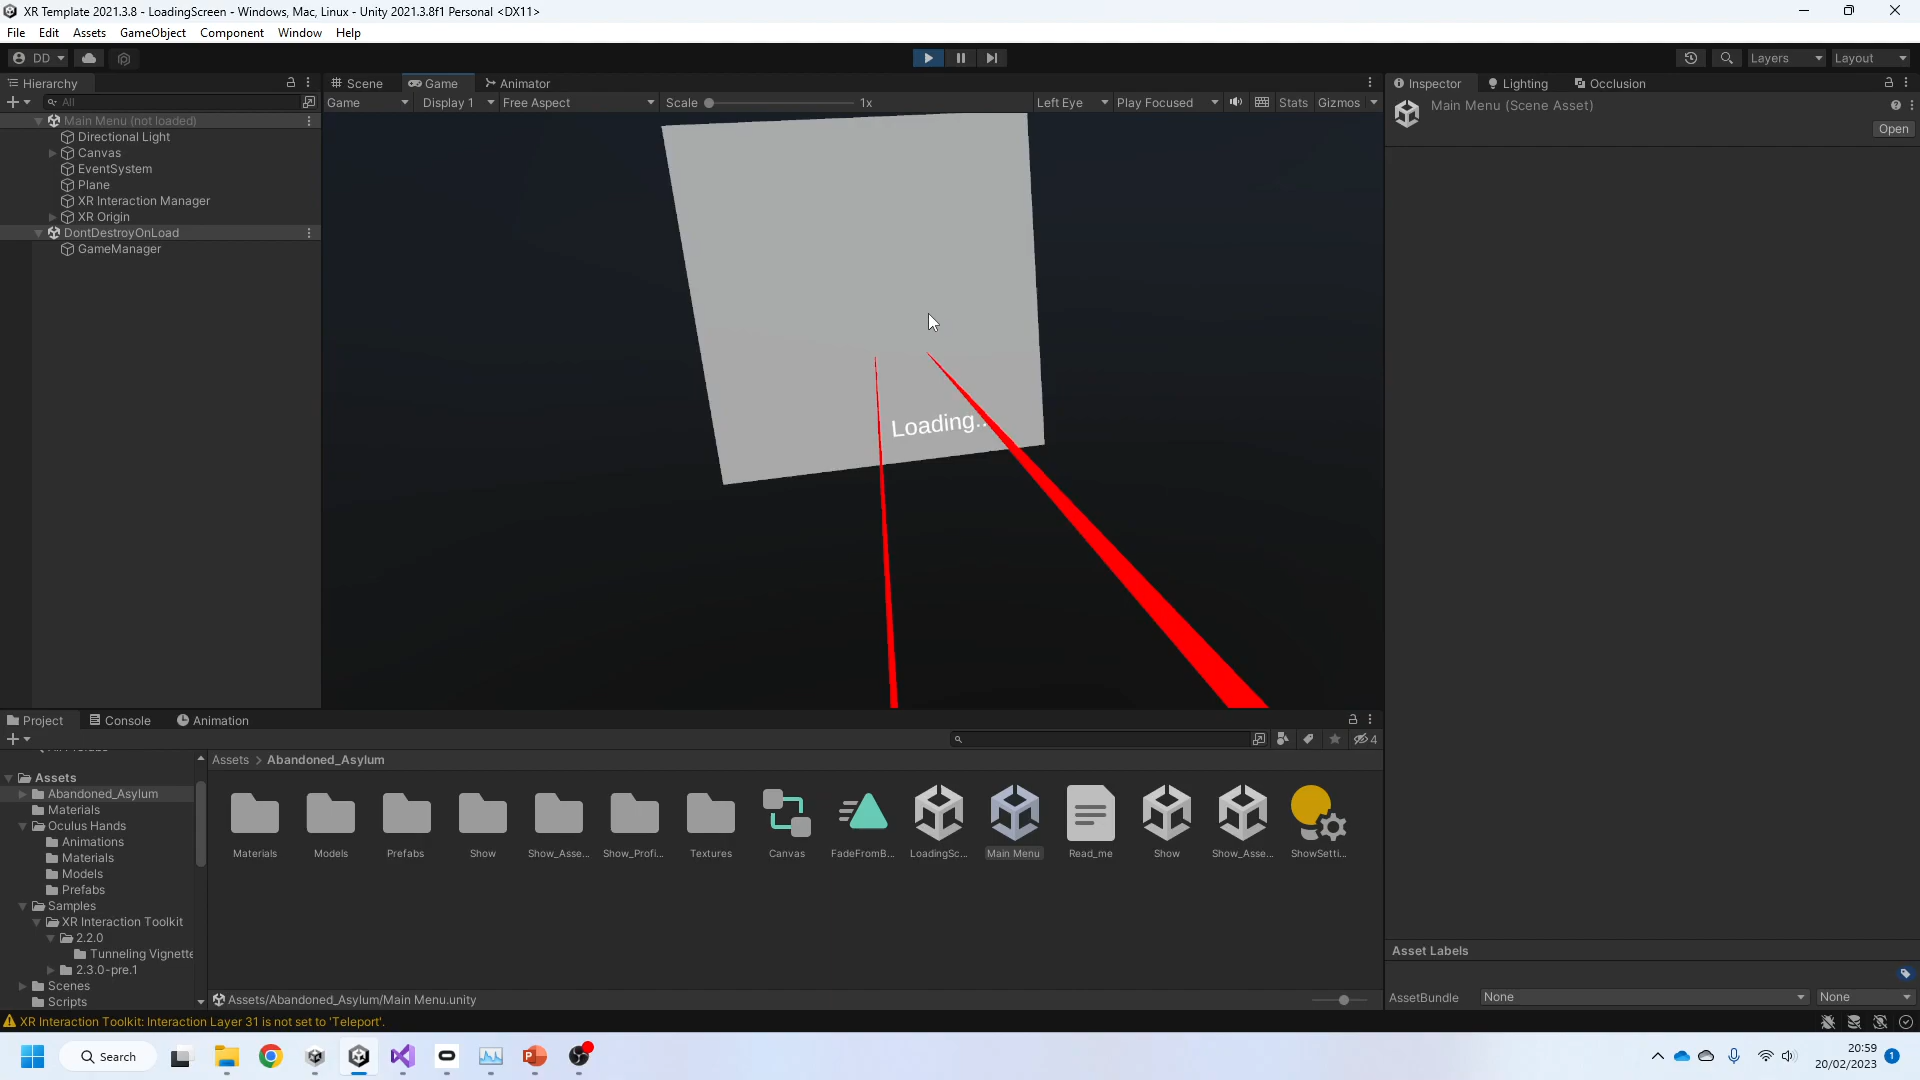 XR Template 2021.3.8 - LoadingScreen - Windows, Mac, Linux - Unity 2021.3.8f1 Personal <DX11>
File Edit Assets GameObject Component Window Help
DD Layers Layout
Hierarchy Scene Game Animator Inspector Lighting Occlusion
All Game Display 1 Free Aspect Scale 1x Left Eye Play Focused Stats Gizmos Main Menu (Scene Asset)
Main Menu (not loaded) Open
Directional Light
Canvas
EventSystem
Plane
XR Interaction Manager
XR Origin
DontDestroyOnLoad
GameManager
Loading..
Project Console Animation
4
Assets > Abandoned_Asylum
Assets
Abandoned_Asylum
Materials
Oculus Hands
Animations
Materials
Models
Prefabs
Samples
XR Interaction Toolkit
2.2.0
Tunneling Vignette
2.3.0-pre.1
Scenes
Scripts
Materials Models Prefabs Show Show_Asse... Show_Profi... Textures Canvas FadeFromB... LoadingSc... Main Menu Read_me Show Show_Asse... ShowSetti...
Asset Labels
Assets/Abandoned_Asylum/Main Menu.unity
AssetBundle None None
XR Interaction Toolkit: Interaction Layer 31 is not set to 'Teleport'.
Search
20:59
20/02/2023
1